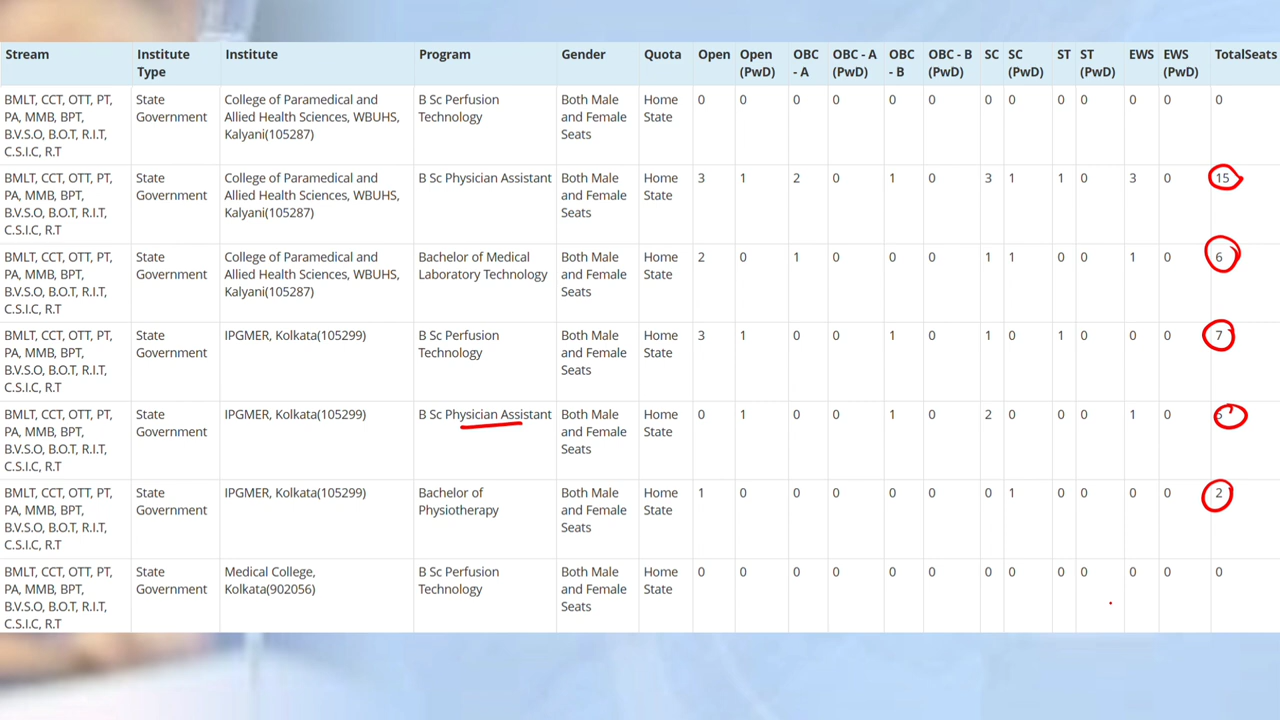 Stream Institute Type Institute Program Gender Quota Open Open (PwD) OBC - A OBC - A (PwD) OBC - B OBC - B (PwD) SC SC (PwD) ST ST (PwD) EWS EWS (PwD) TotalSeats
BMLT, CCT, OTT, PT, PA, MMB, BPT, B.V.S.O, B.O.T, R.I.T, C.S.I.C, R.T State Government College of Paramedical and Allied Health Sciences, WBUHS, Kalyani(105287) B Sc Perfusion Technology Both Male and Female Seats Home State 0 0 0 0 0 0 0 0 0 0 0 0 0
BMLT, CCT, OTT, PT, PA, MMB, BPT, B.V.S.O, B.O.T, R.I.T, C.S.I.C, R.T State Government College of Paramedical and Allied Health Sciences, WBUHS, Kalyani(105287) B Sc Physician Assistant Both Male and Female Seats Home State 3 1 2 0 1 0 3 1 1 0 3 0 15
BMLT, CCT, OTT, PT, PA, MMB, BPT, B.V.S.O, B.O.T, R.I.T, C.S.I.C, R.T State Government College of Paramedical and Allied Health Sciences, WBUHS, Kalyani(105287) Bachelor of Medical Laboratory Technology Both Male and Female Seats Home State 2 0 1 0 0 0 1 1 0 0 1 0 6
BMLT, CCT, OTT, PT, PA, MMB, BPT, B.V.S.O, B.O.T, R.I.T, C.S.I.C, R.T State Government IPGMER, Kolkata(105299) B Sc Perfusion Technology Both Male and Female Seats Home State 3 1 0 0 1 0 1 0 1 0 0 0 7
BMLT, CCT, OTT, PT, PA, MMB, BPT, B.V.S.O, B.O.T, R.I.T, C.S.I.C, R.T State Government IPGMER, Kolkata(105299) B Sc Physician Assistant Both Male and Female Seats Home State 0 1 0 0 1 0 2 0 0 0 1 0 5
BMLT, CCT, OTT, PT, PA, MMB, BPT, B.V.S.O, B.O.T, R.I.T, C.S.I.C, R.T State Government IPGMER, Kolkata(105299) Bachelor of Physiotherapy Both Male and Female Seats Home State 1 0 0 0 0 0 0 1 0 0 0 0 2
BMLT, CCT, OTT, PT, PA, MMB, BPT, B.V.S.O, B.O.T, R.I.T, C.S.I.C, R.T State Government Medical College, Kolkata(902056) B Sc Perfusion Technology Both Male and Female Seats Home State 0 0 0 0 0 0 0 0 0 0 0 0 0